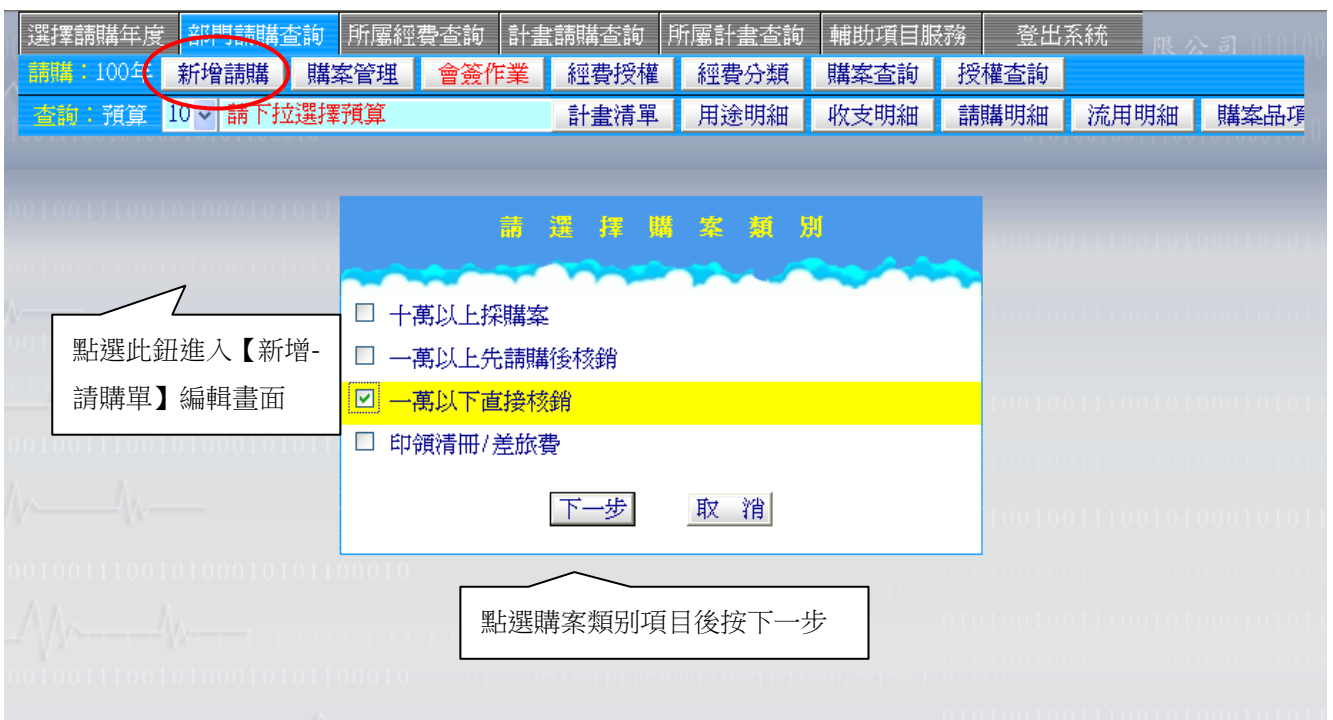 選擇請購年度 部門請購查詢 所屬經費查詢 計畫請購查詢 所屬計畫查詢 輔助項目服務 登出系統 限公司
請購：100年 新增請購 購案管理 會簽作業 經費授權 經費分類 購案查詢 授權查詢
查詢：預算 10 請下拉選擇預算 計畫清單 用途明細 收支明細 請購明細 流用明細 購案品項
請選擇購案類別
十萬以上採購案
點選此鈕進入【新增-
請購單】編輯畫面
一萬以上先請購後核銷
一萬以下直接核銷
印領清冊/差旅費
下一步 取 消
點選購案類別項目後按下一步